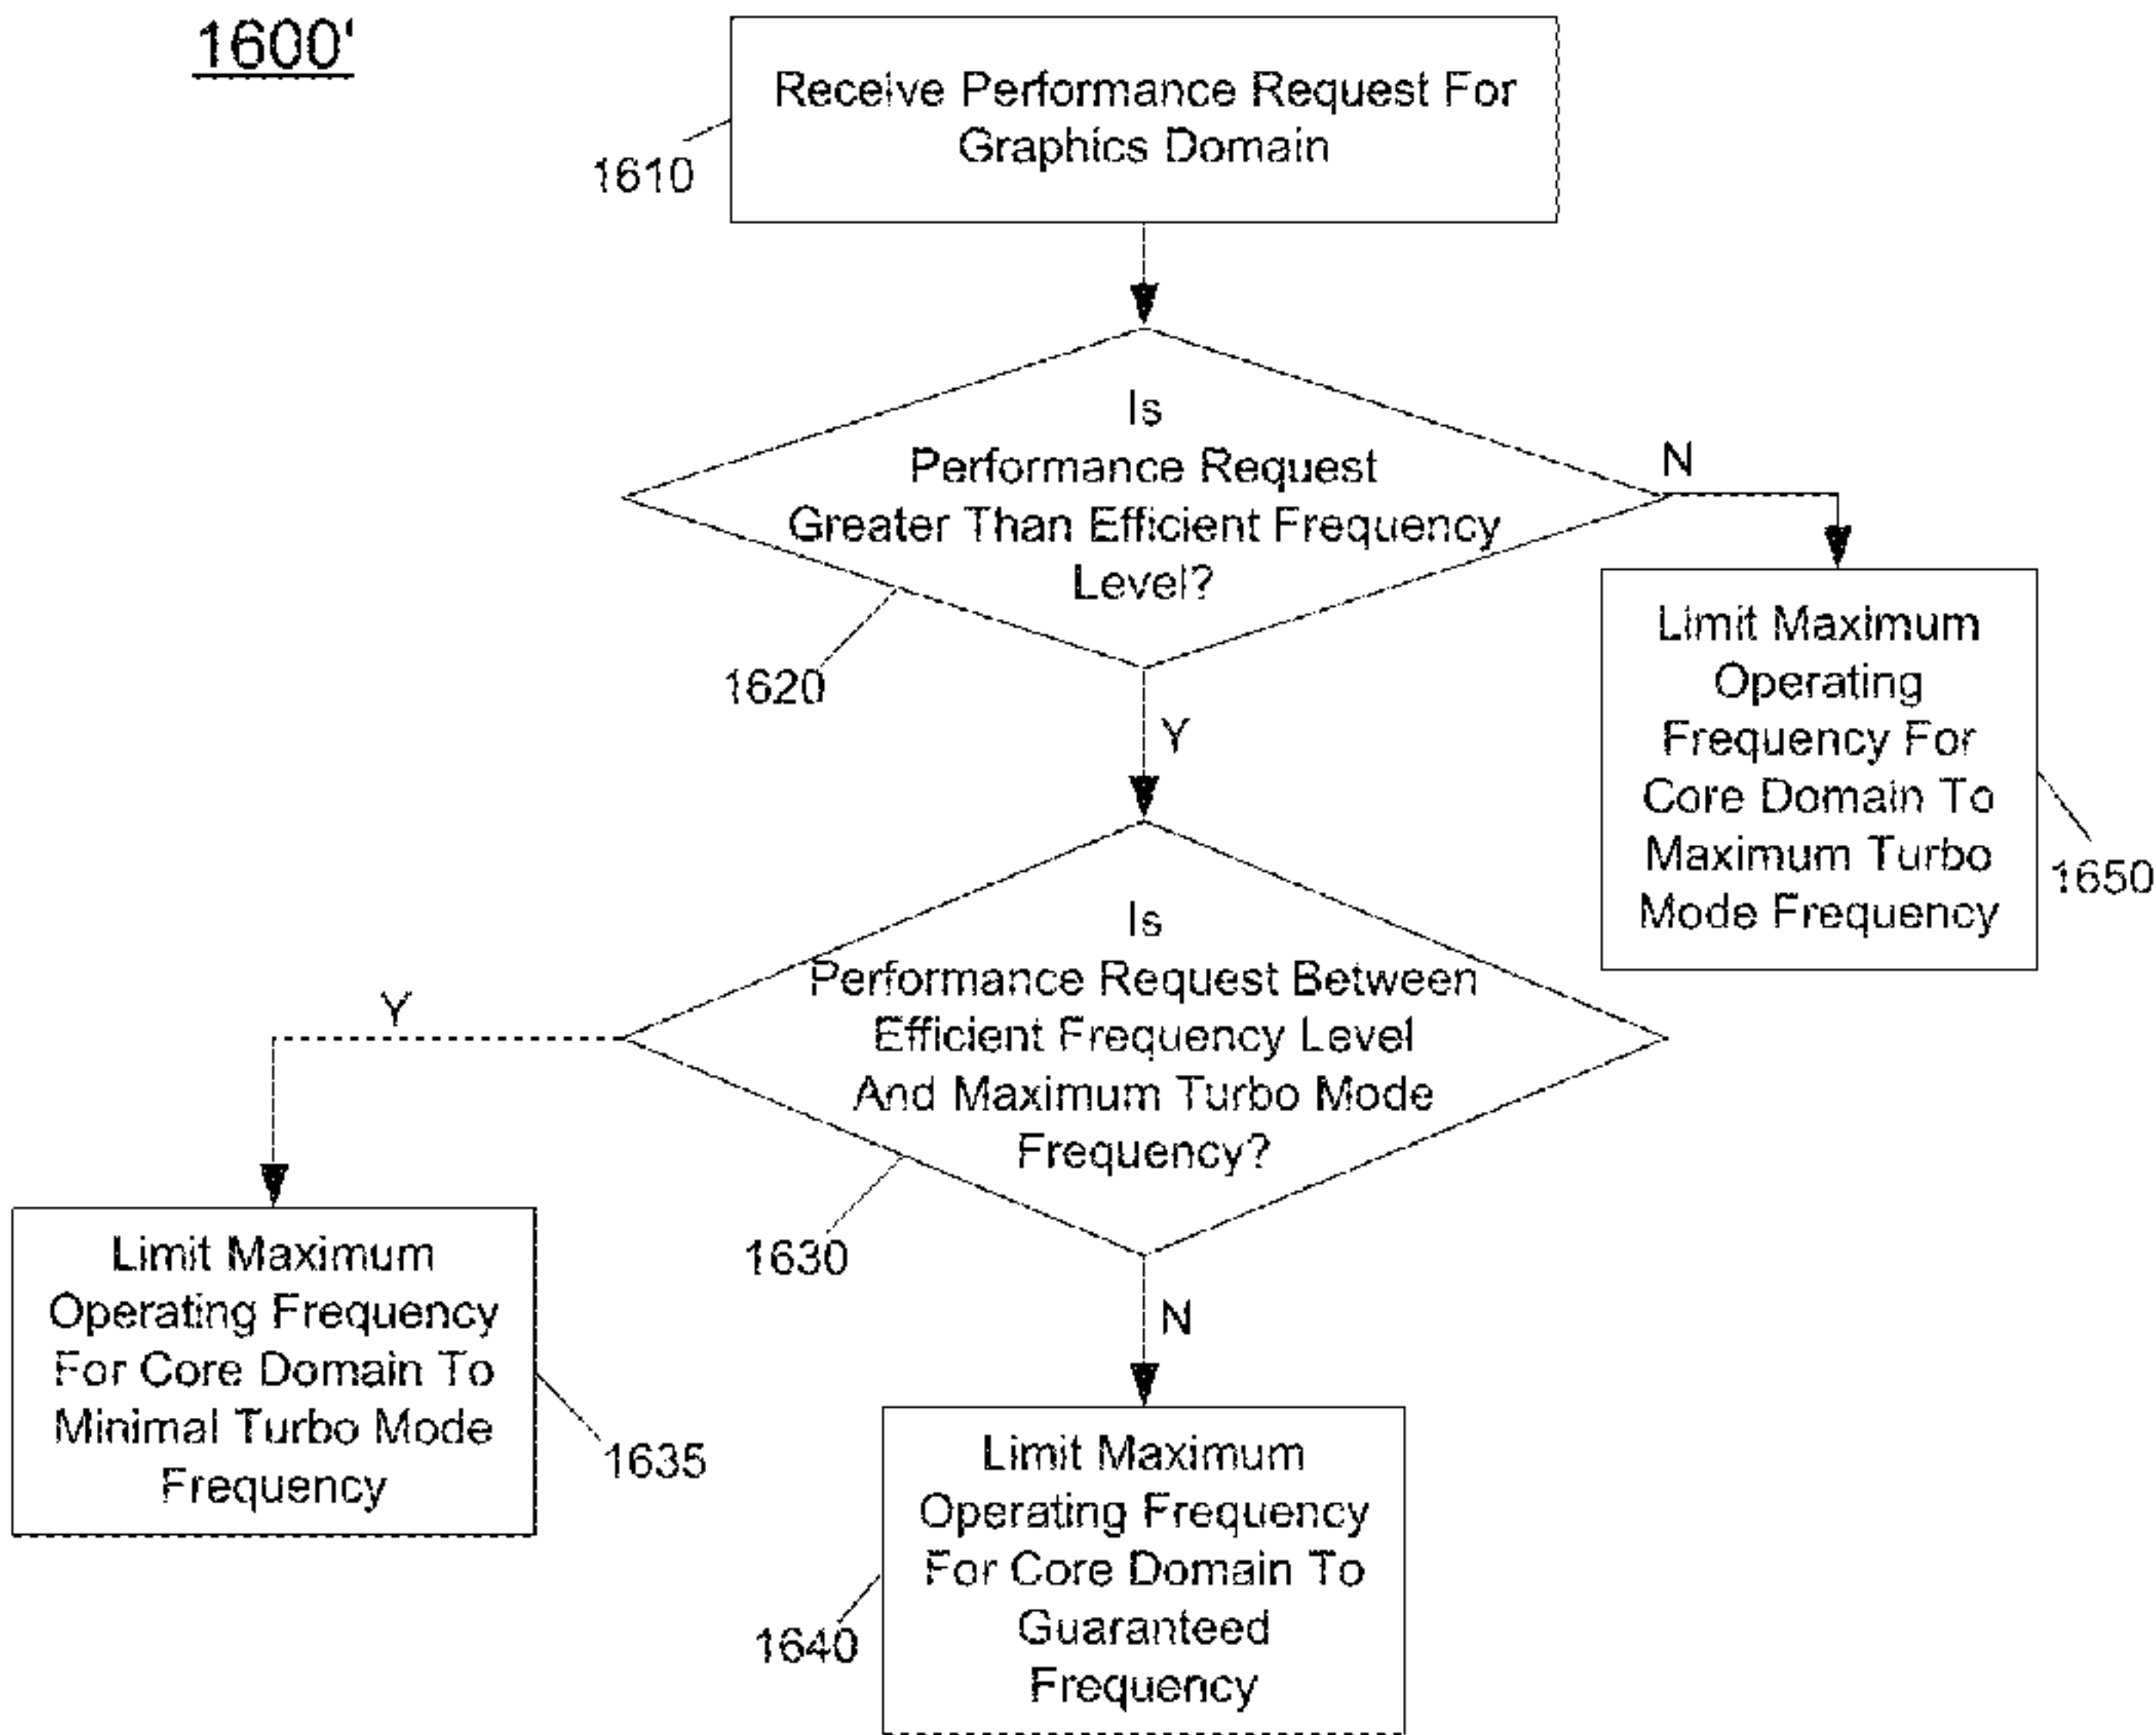 1600'
Receive Performance Request For
Graphics Domain
1610
Is
Performance Request
Greater Than Efficient Frequency
Level?
N
1620
Y
Limit Maximum
Operating
Frequency For
Core Domain To
Maximum Turbo
Mode Frequency
1650
Is
Performance Request Between
Efficient Frequency Level
And Maximum Turbo Mode
Frequency?
Y
1630
N
Limit Maximum
Operating Frequency
For Core Domain To
Minimal Turbo Mode
Frequency
1635
Limit Maximum
Operating Frequency
For Core Domain To
Guaranteed
Frequency
1640